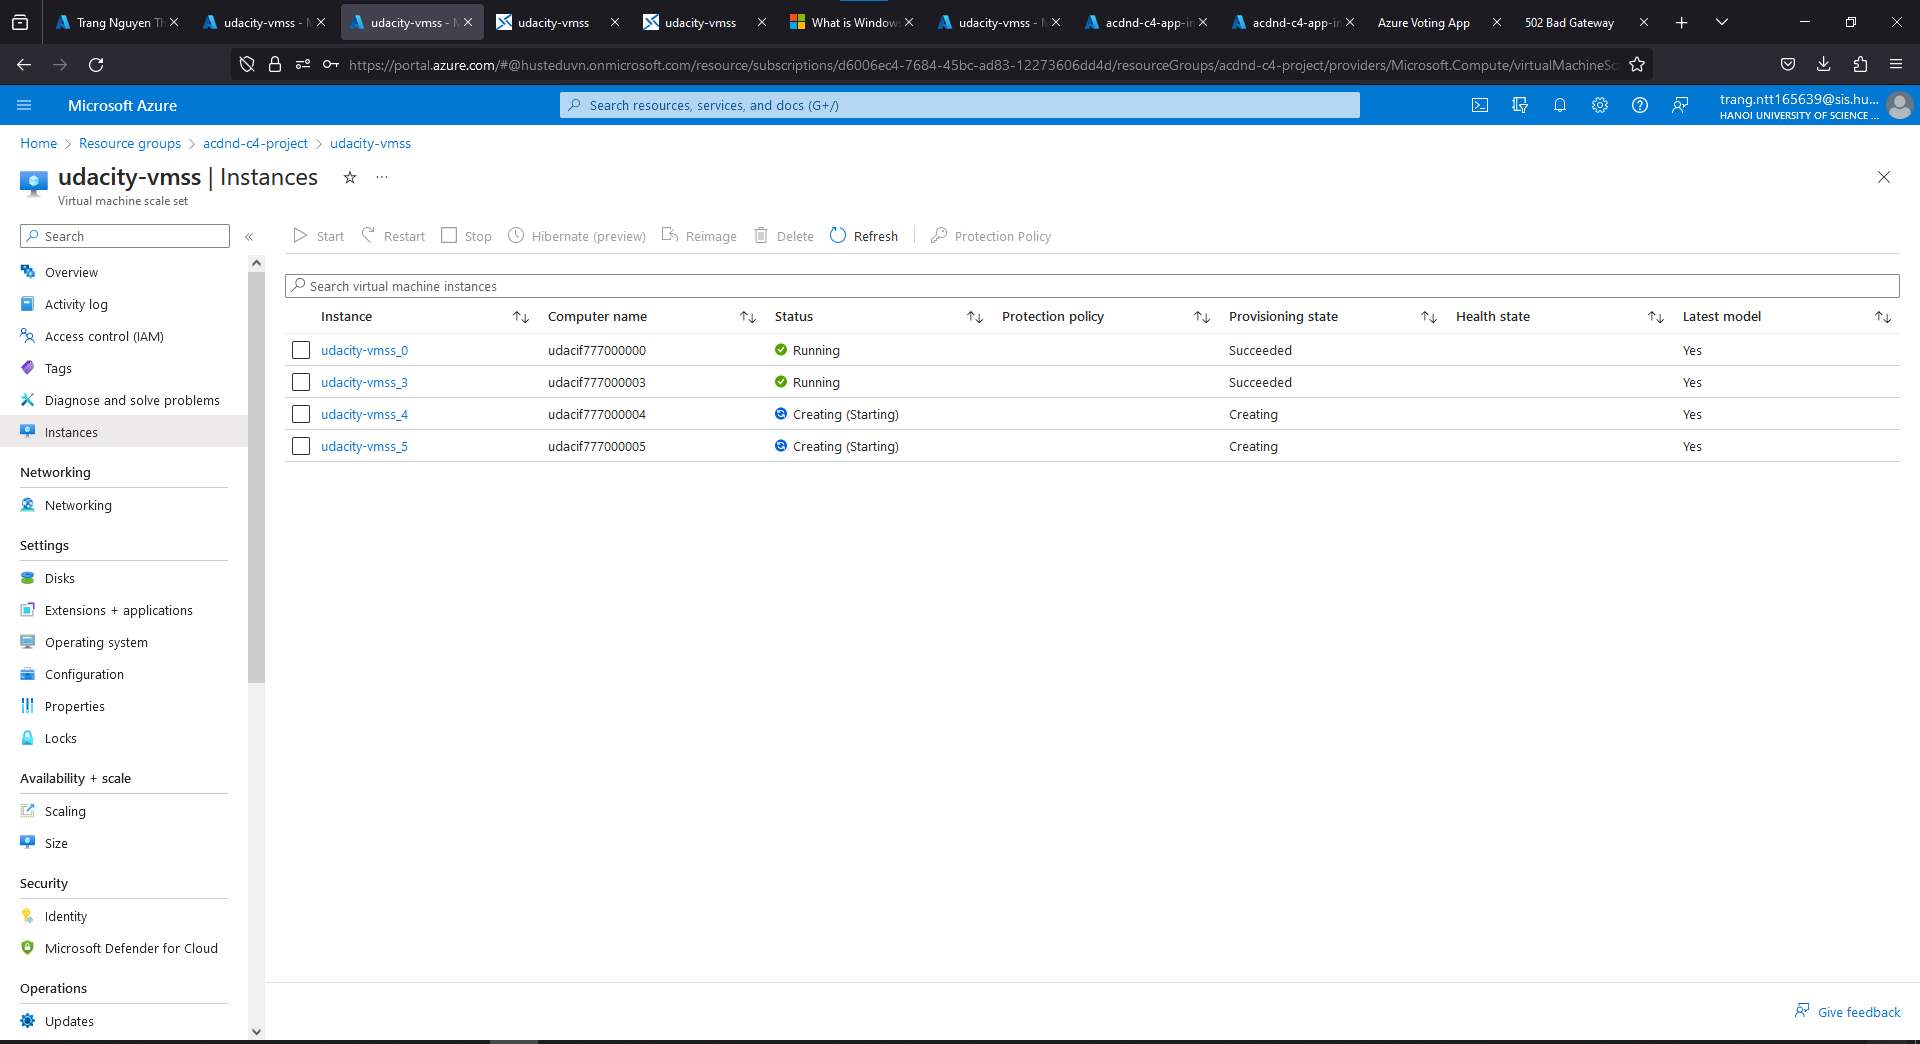 Trang Nguyen Th
udacity-vmss - M
udacity-vmss - M
udacity-vmss
udacity-vmss
What is Window
udacity-vmss - M
acdnd-c4-app-in
acdnd-c4-app-in
Azure Voting App
502 Bad Gateway
https://portal.azure.com/#@husteduvn.onmicrosoft.com/resource/subscriptions/d6006ec4-7684-45bc-ad83-12273606dd4d/resourceGroups/acdnd-c4-project/providers/Microsoft.Compute/virtualMachineSca
Microsoft Azure
Search resources, services, and docs (G+/)
trang.ntt165639@sis.hu...
HANOI UNIVERSITY OF SCIENCE ...
Home > Resource groups > acdnd-c4-project > udacity-vmss
udacity-vmss | Instances
Virtual machine scale set
Search
Start Restart Stop Hibernate (preview) Reimage Delete Refresh Protection Policy
Overview
Activity log
Access control (IAM)
Tags
Diagnose and solve problems
Instances
Networking
Networking
Settings
Disks
Extensions + applications
Operating system
Configuration
Properties
Locks
Availability + scale
Scaling
Size
Security
Identity
Microsoft Defender for Cloud
Operations
Updates
Search virtual machine instances
Instance Computer name Status Protection policy Provisioning state Health state Latest model
udacity-vmss_0 udacif777000000 Running Succeeded Yes
udacity-vmss_3 udacif777000003 Running Succeeded Yes
udacity-vmss_4 udacif777000004 Creating (Starting) Creating Yes
udacity-vmss_5 udacif777000005 Creating (Starting) Creating Yes
Give feedback